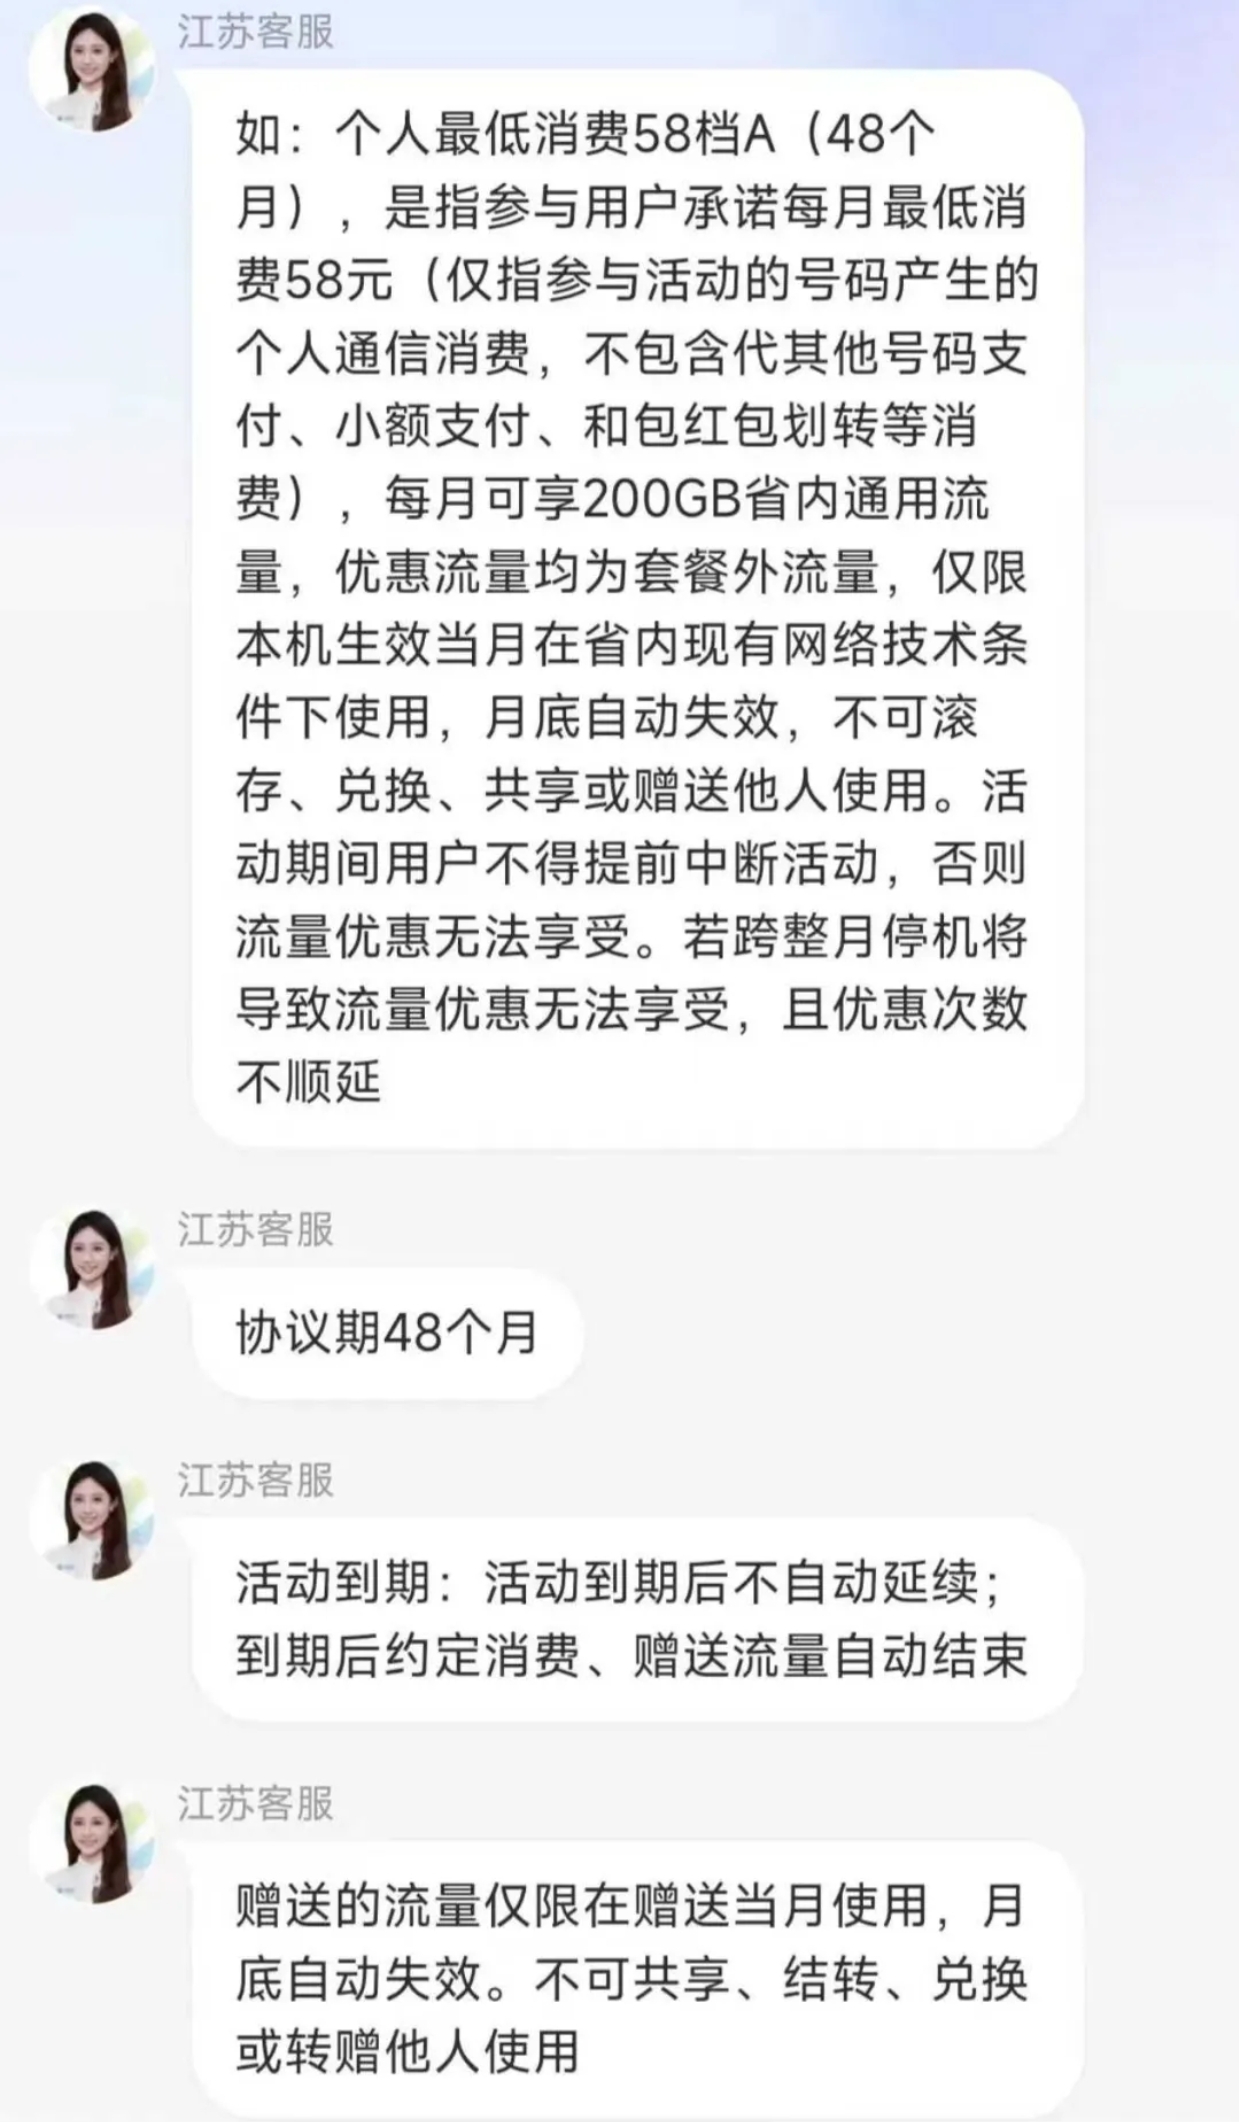 江苏客服
如：个人最低消费58档A（48个
月），是指参与用户承诺每月最低消
费58元（仅指参与活动的号码产生的
个人通信消费，不包含代其他号码支
付、小额支付、和包红包划转等消
费），每月可享200GB省内通用流
量，优惠流量均为套餐外流量，仅限
本机生效当月在省内现有网络技术条
件下使用，月底自动失效，不可滚
存、兑换、共享或赠送他人使用。活
动期间用户不得提前中断活动，否则
流量优惠无法享受。若跨整月停机将
导致流量优惠无法享受，且优惠次数
不顺延
江苏客服
协议期48个月
江苏客服
活动到期：活动到期后不自动延续；
到期后约定消费、赠送流量自动结束
江苏客服
赠送的流量仅限在赠送当月使用，月
底自动失效。不可共享、结转、兑换
或转赠他人使用